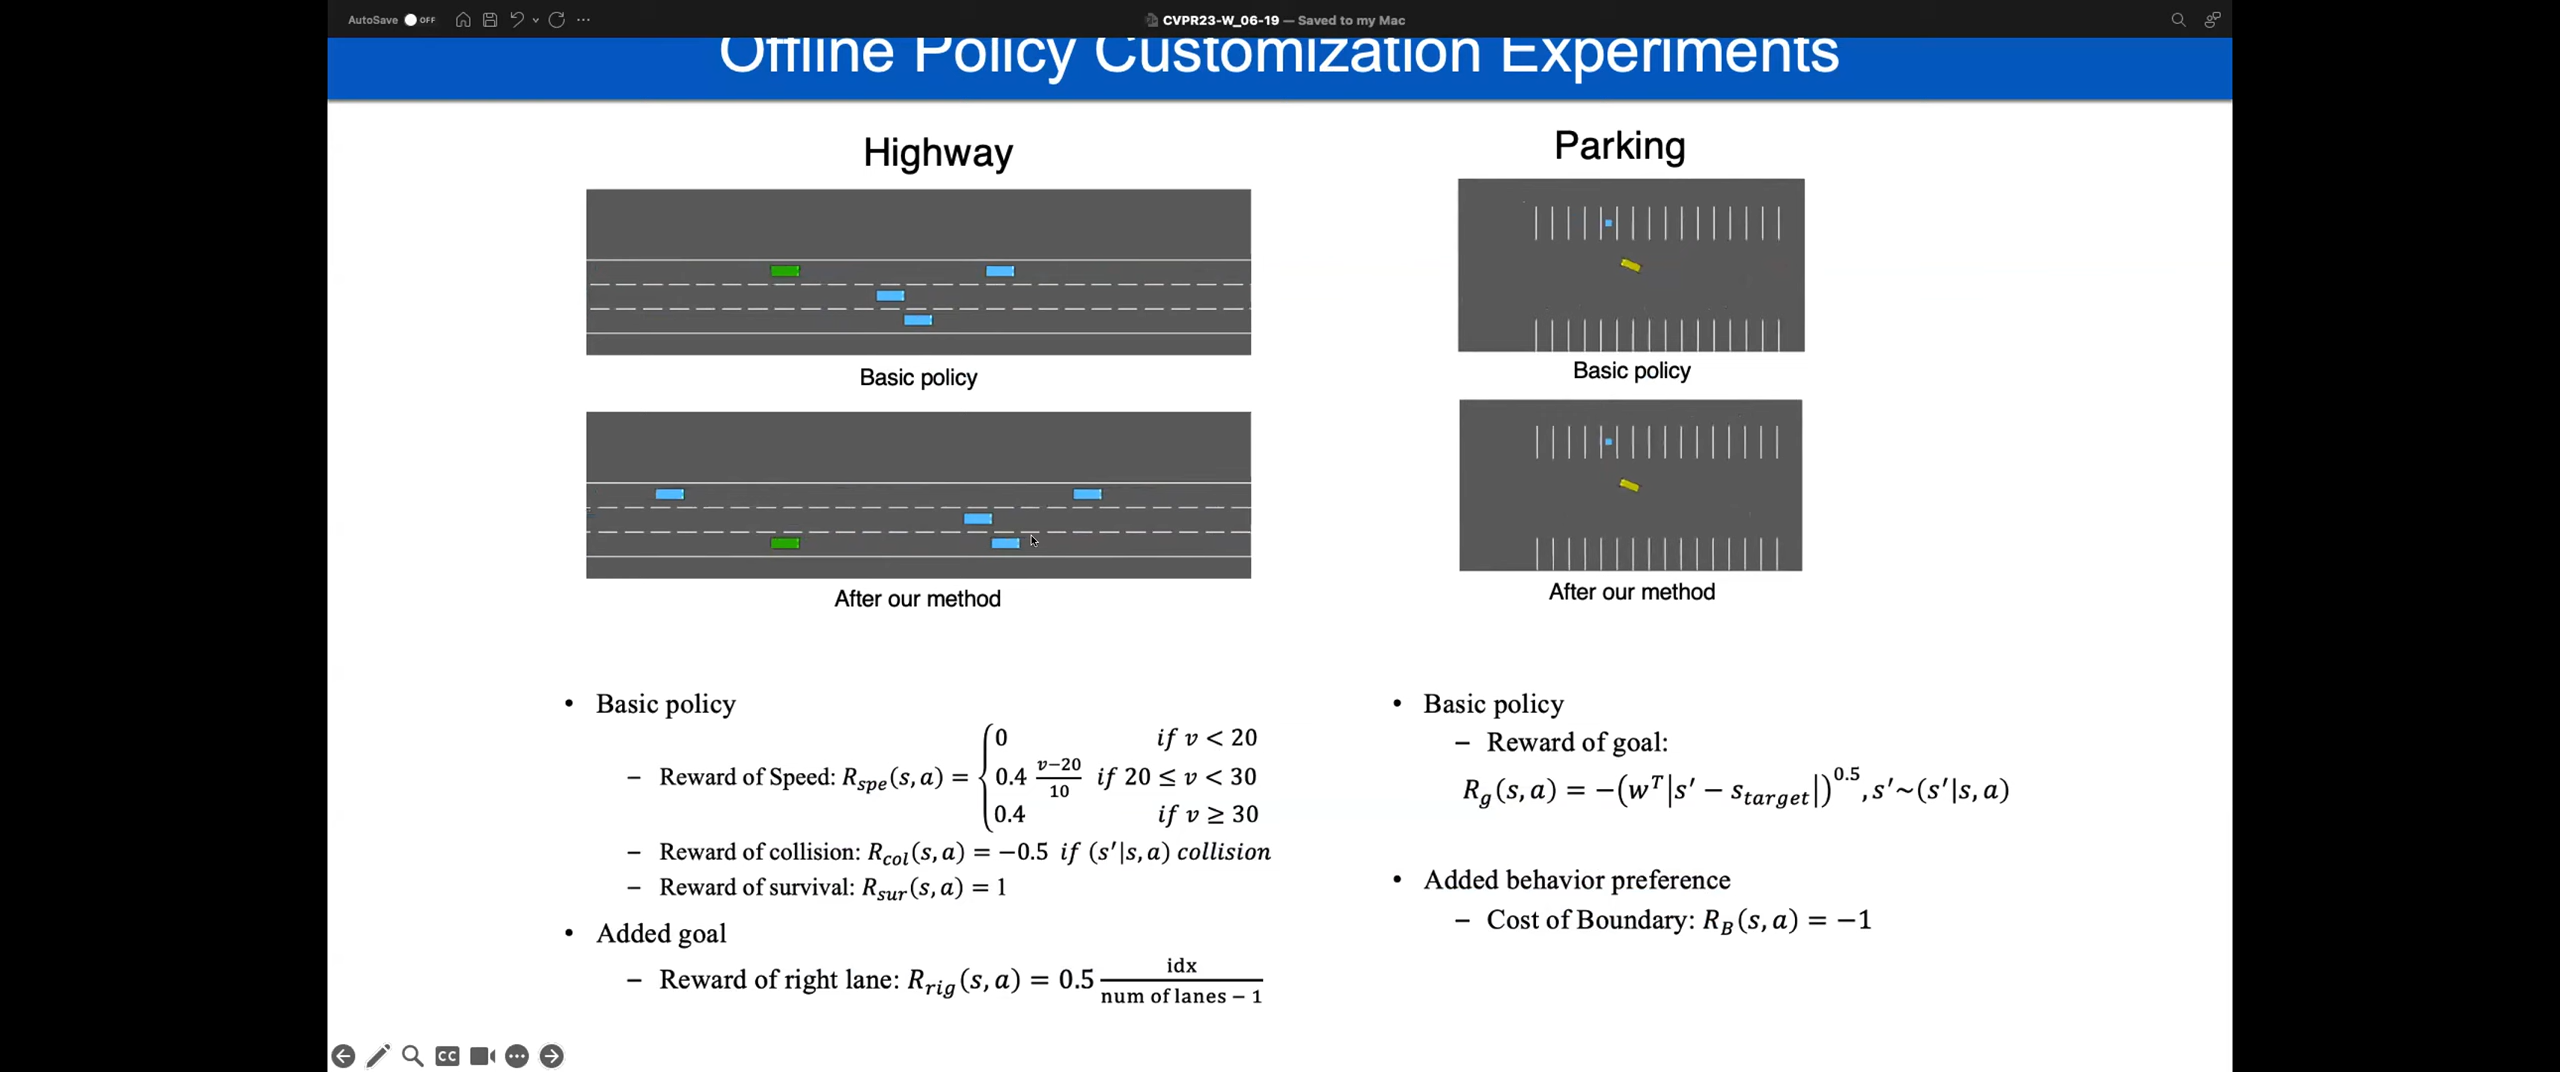 AutoSave OFF
CVPR23-W_06-19 — Saved to my Mac
Offline Policy Customization Experiments
Highway
Basic policy
After our method
• Basic policy
– Reward of Speed: R_spe(s, a) = { 0 if v < 20
0.4 (v−20)/10 if 20 ≤ v < 30
0.4 if v ≥ 30
– Reward of collision: R_col(s, a) = −0.5 if (s′|s, a) collision
– Reward of survival: R_sur(s, a) = 1
• Added goal
– Reward of right lane: R_rig(s, a) = 0.5 idx/(num of lanes − 1)
Parking
Basic policy
After our method
• Basic policy
– Reward of goal:
R_g(s, a) = −(w^T|s′ − s_target|)^0.5, s′~(s′|s, a)
• Added behavior preference
– Cost of Boundary: R_B(s, a) = −1
CC